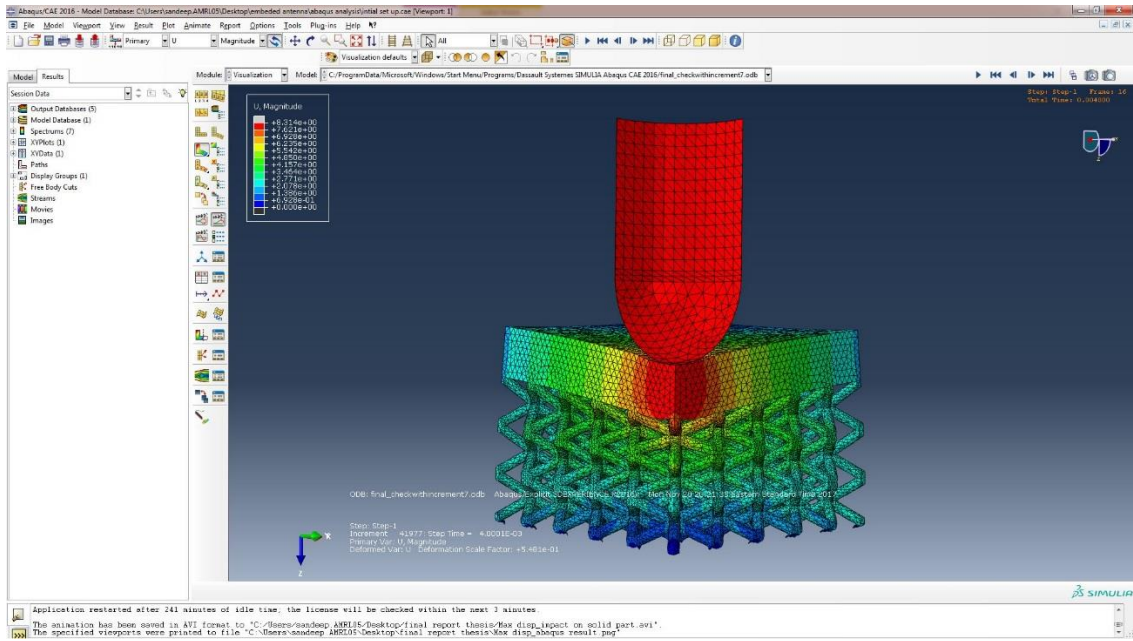 Abaqus/CAE 2016 - Model Database: C:\Users\sandeep.AMRL05\Desktop\embeded antenna\abaqus analysis\intial set up.cae [Viewport: 1]
File Model Viewport View Result Plot Animate Report Options Tools Plug-ins Help
Primary U Magnitude All
Visualization defaults
Model Results Module: Visualization Model: C:/ProgramData/Microsoft/Windows/Start Menu/Programs/Dassault Systemes SIMULIA Abaqus CAE 2016/final_checkwithincrement7.odb
Session Data
Output Databases (5)
Model Database (1)
Spectrums (7)
XYPlots (1)
XYData (1)
Paths
Display Groups (1)
Free Body Cuts
Streams
Movies
Images
U, Magnitude
+8.314e+00
+7.621e+00
+6.928e+00
+6.235e+00
+5.542e+00
+4.850e+00
+4.157e+00
+3.464e+00
+2.771e+00
+2.078e+00
+1.386e+00
+6.928e-01
+0.000e+00
Step: Step-1 Frame: 16
Total Time: 0.004000
z
ODB: final_checkwithincrement7.odb Abaqus/Explicit Mon Nov 20 Eastern Standard Time 2017
Step: Step-1
Increment 41977: Step Time = 4.0001E-03
Primary Var: U, Magnitude
Deformed Var: U Deformation Scale Factor: +5.481e-01
x
z
SIMULIA
Application restarted after 241 minutes of idle time; the license will be checked within the next 3 minutes.
The animation has been saved in AVI format to "C:/Users/sandeep.AMRL05/Desktop/final report thesis/Max disp_impact on solid part.avi".
The specified viewports were printed to file "C:\Users\sandeep.AMRL05\Desktop\final report thesis\Max disp_abaqus result.png"